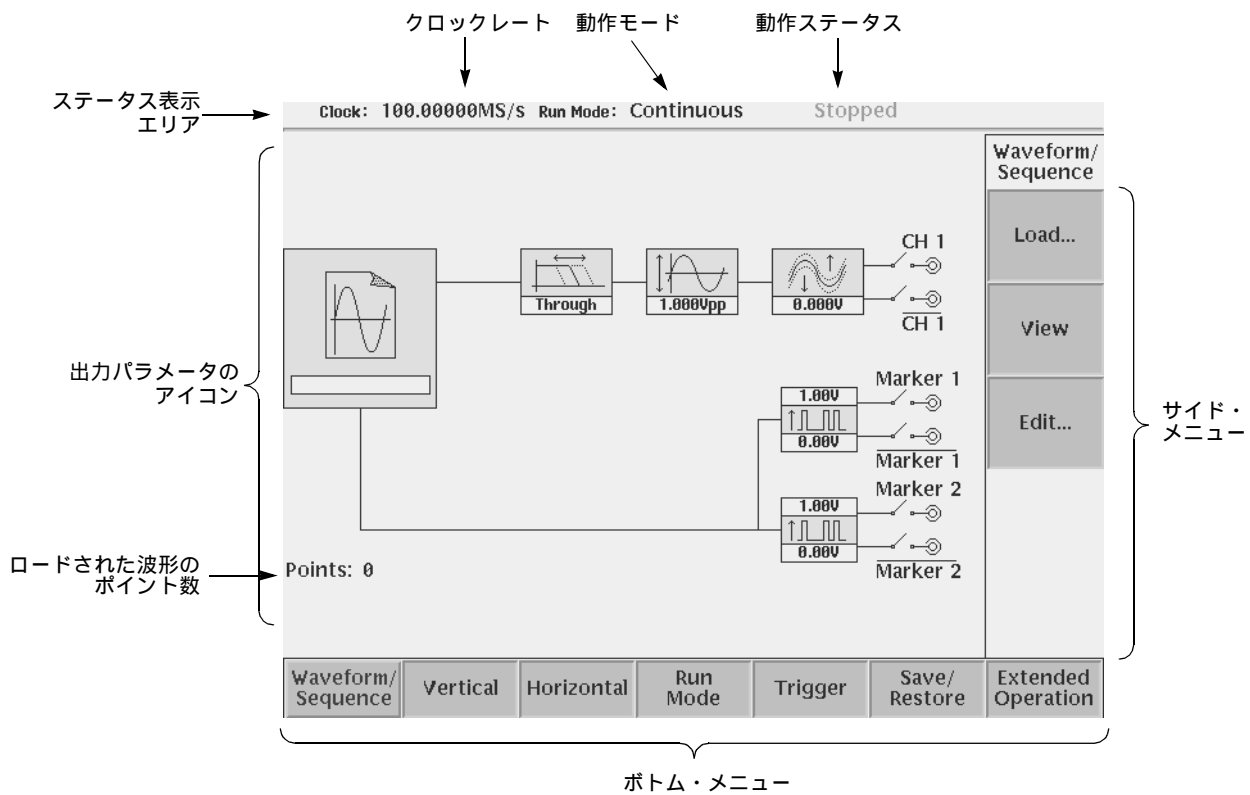 クロックレート 動作モード 動作ステータス
ステータス表示
エリア
Clock: 100.00000MS/s Run Mode: Continuous Stopped
Waveform/
Sequence
Load...
View
Edit...
サイド・
メニュー
出力パラメータの
アイコン
Through
1.000Vpp
0.000V
CH 1
CH 1
Marker 1
1.00V
0.00V
Marker 1
Marker 2
1.00V
0.00V
Marker 2
ロードされた波形の
ポイント数
Points: 0
Waveform/
Sequence
Vertical
Horizontal
Run
Mode
Trigger
Save/
Restore
Extended
Operation
ボトム・メニュー